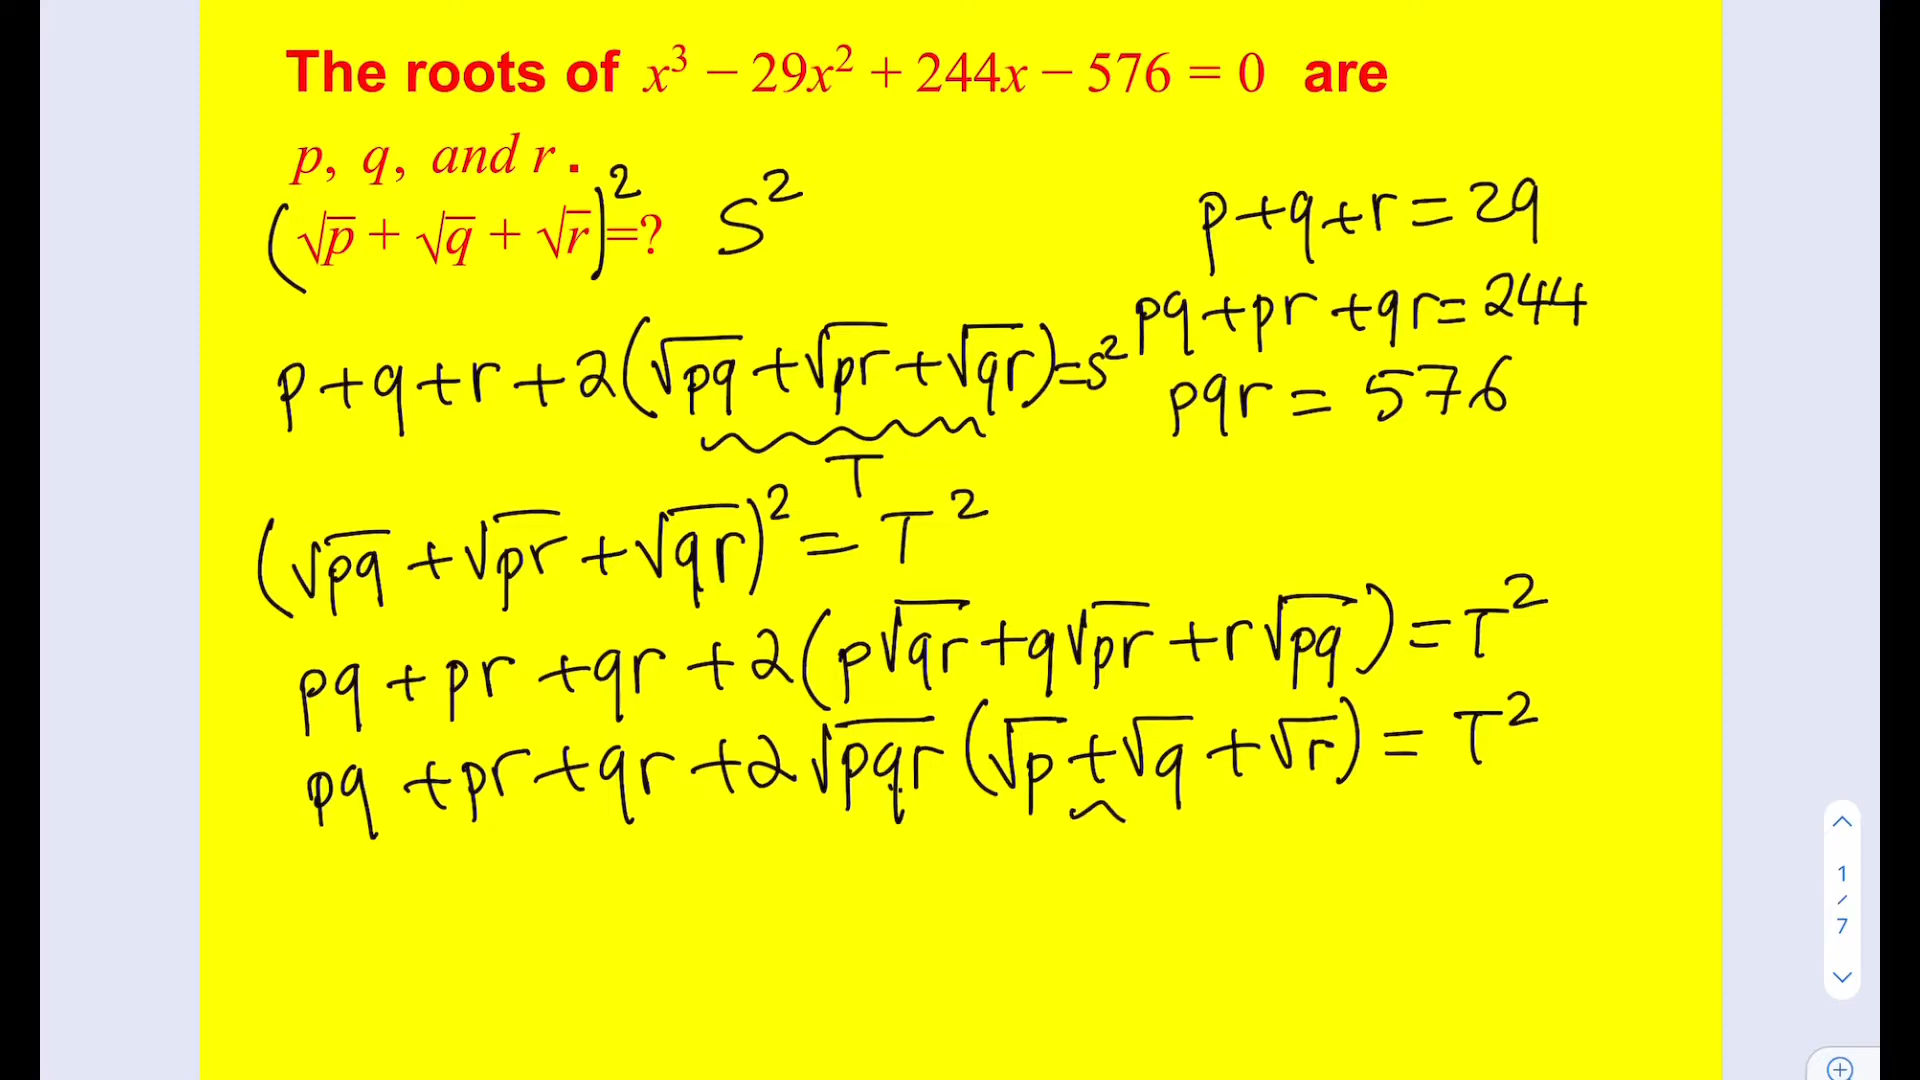 The roots of x³ − 29x² + 244x − 576 = 0 are
p, q, and r .
(√p + √q + √r)² =? S²
p+q+r=29
pq+pr+qr=244
p+q+r+2(√pq+√pr+√qr)=S²
pqr = 576
T
(√pq+√pr+√qr)² = T²
pq+pr+qr+2(p√qr+q√pr+r√pq)=T²
pq+pr+qr+2√pqr(√p+√q+√r) = T²
1
/
7